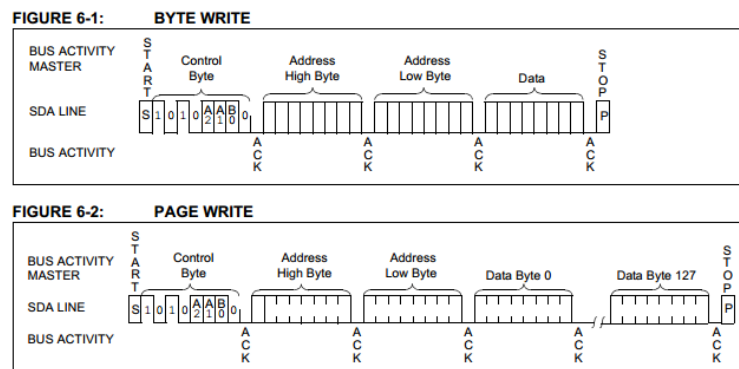 FIGURE 6-1: BYTE WRITE
BUS ACTIVITY MASTER
START
Control Byte
Address High Byte
Address Low Byte
Data
STOP
SDA LINE
S 1 0 1 0 A2 A1 B0 0 P
BUS ACTIVITY
ACK ACK ACK ACK
FIGURE 6-2: PAGE WRITE
BUS ACTIVITY MASTER
START
Control Byte
Address High Byte
Address Low Byte
Data Byte 0
Data Byte 127
STOP
SDA LINE
S 1 0 1 0 A2 A1 B0 0 P
BUS ACTIVITY
ACK ACK ACK ACK ACK